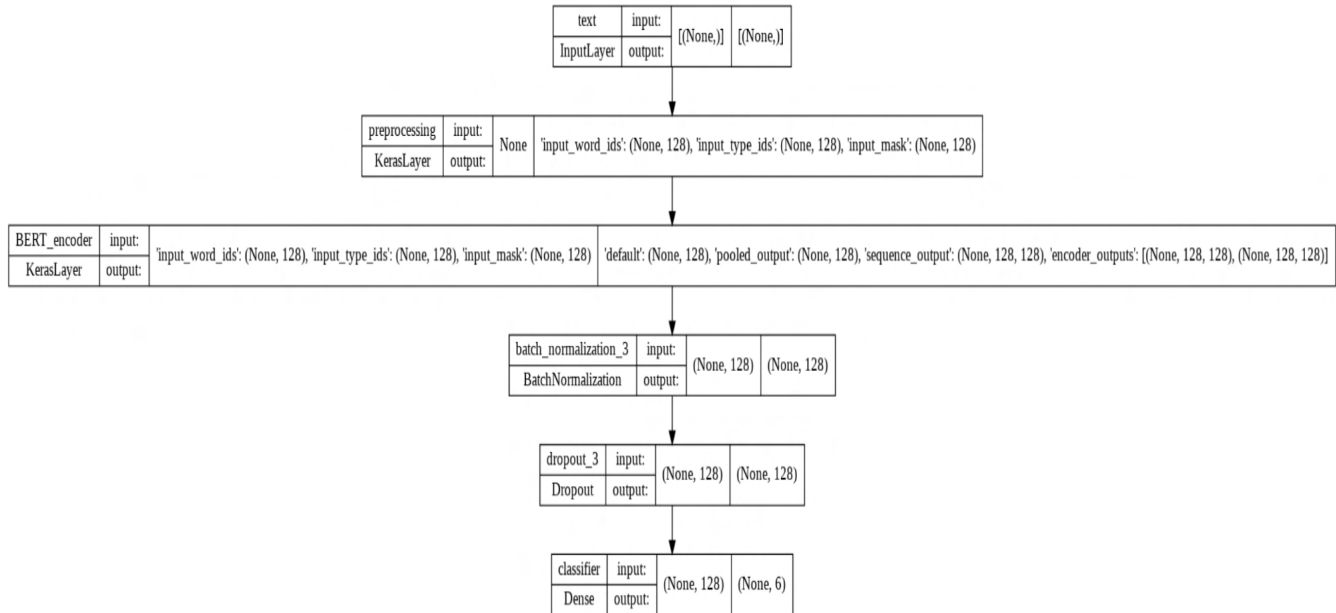 text input: [(None,)] [(None,)]
InputLayer output:
preprocessing input: None 'input_word_ids': (None, 128), 'input_type_ids': (None, 128), 'input_mask': (None, 128)
KerasLayer output:
BERT_encoder input: 'input_word_ids': (None, 128), 'input_type_ids': (None, 128), 'input_mask': (None, 128) 'default': (None, 128), 'pooled_output': (None, 128), 'sequence_output': (None, 128, 128), 'encoder_outputs': [(None, 128, 128), (None, 128, 128)]
KerasLayer output:
batch_normalization_3 input: (None, 128) (None, 128)
BatchNormalization output:
dropout_3 input: (None, 128) (None, 128)
Dropout output:
classifier input: (None, 128) (None, 6)
Dense output: